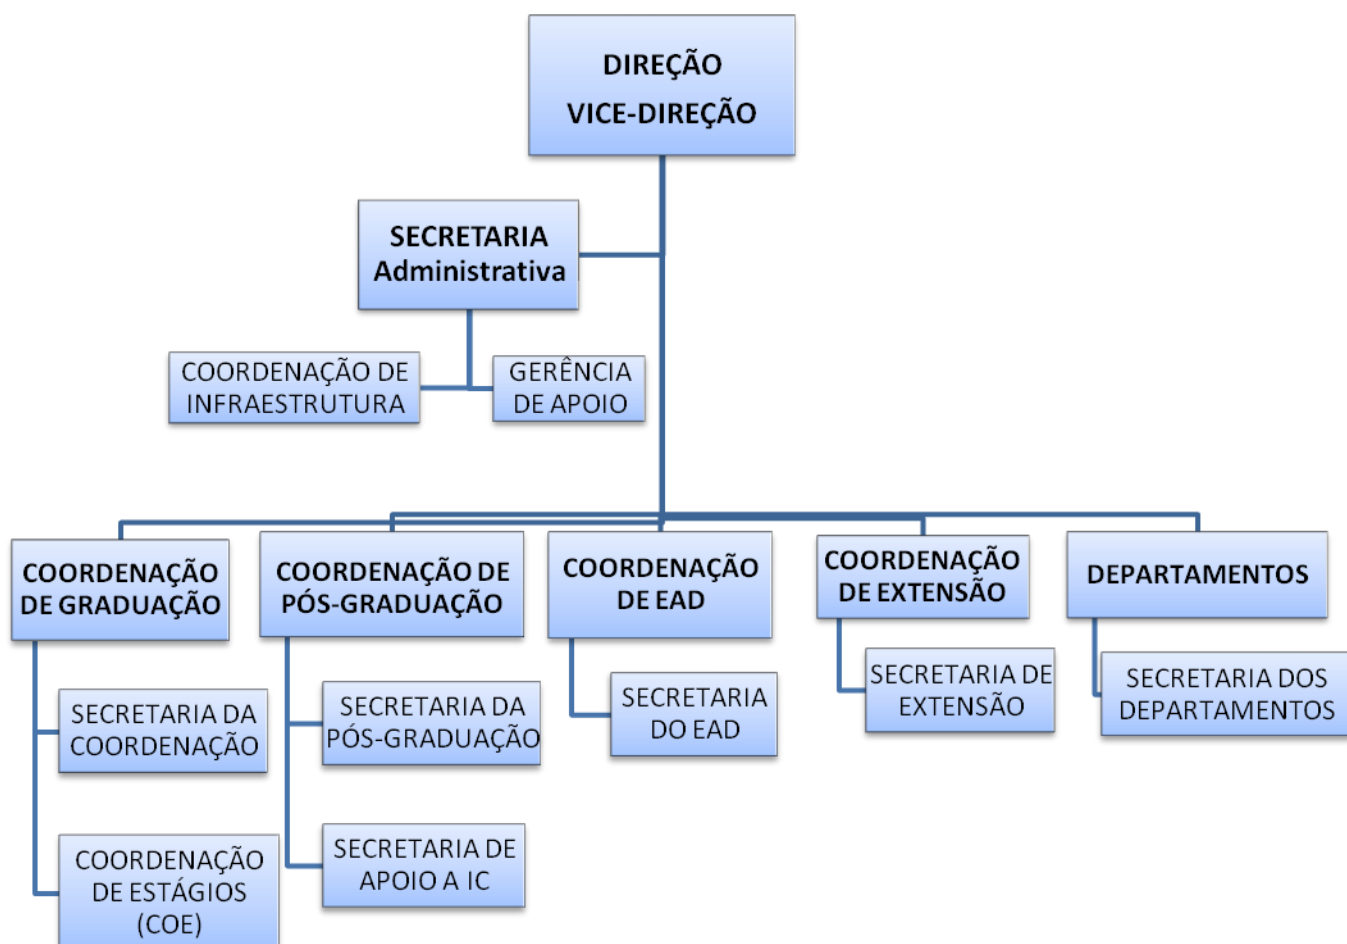 DIREÇÃO
VICE-DIREÇÃO
SECRETARIA
Administrativa
COORDENAÇÃO DE
INFRAESTRUTURA
GERÊNCIA
DE APOIO
COORDENAÇÃO
DE GRADUAÇÃO
SECRETARIA DA
COORDENAÇÃO
COORDENAÇÃO
DE ESTÁGIOS
(COE)
COORDENAÇÃO DE
PÓS-GRADUAÇÃO
SECRETARIA DA
PÓS-GRADUAÇÃO
SECRETARIA DE
APOIO A IC
COORDENAÇÃO
DE EAD
SECRETARIA
DO EAD
COORDENAÇÃO
DE EXTENSÃO
SECRETARIA DE
EXTENSÃO
DEPARTAMENTOS
SECRETARIA DOS
DEPARTAMENTOS